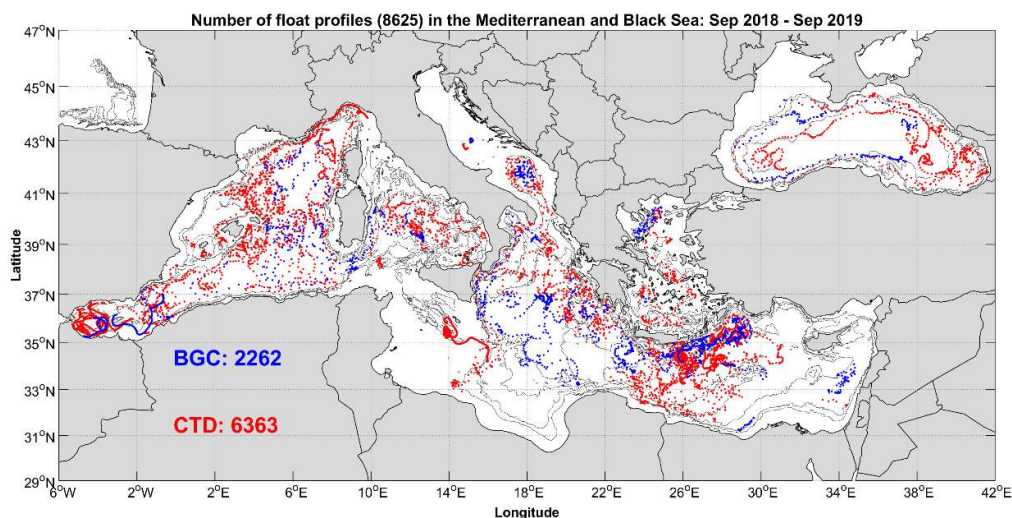 Number of float profiles (8625) in the Mediterranean and Black Sea: Sep 2018 - Sep 2019
47°N
45°N
43°N
41°N
39°N
37°N
35°N
33°N
31°N
29°N
Latitude
BGC: 2262
CTD: 6363
6°W
2°W
2°E
6°E
10°E
14°E
18°E
22°E
26°E
30°E
34°E
38°E
42°E
Longitude